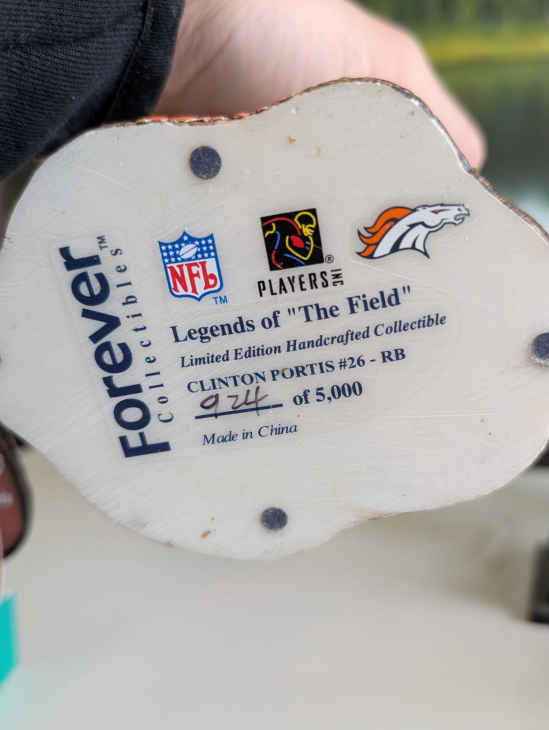 Forever™
Collectibles
NFL
TM
PLAYERS INC
®
Legends of "The Field"
Limited Edition Handcrafted Collectible
CLINTON PORTIS #26 - RB
924 of 5,000
Made in China